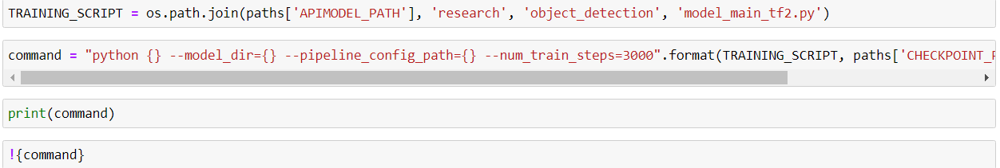 TRAINING_SCRIPT = os.path.join(paths['APIMODEL_PATH'], 'research', 'object_detection', 'model_main_tf2.py')
command = "python {} --model_dir={} --pipeline_config_path={} --num_train_steps=3000".format(TRAINING_SCRIPT, paths['CHECKPOINT_P
print(command)
!{command}